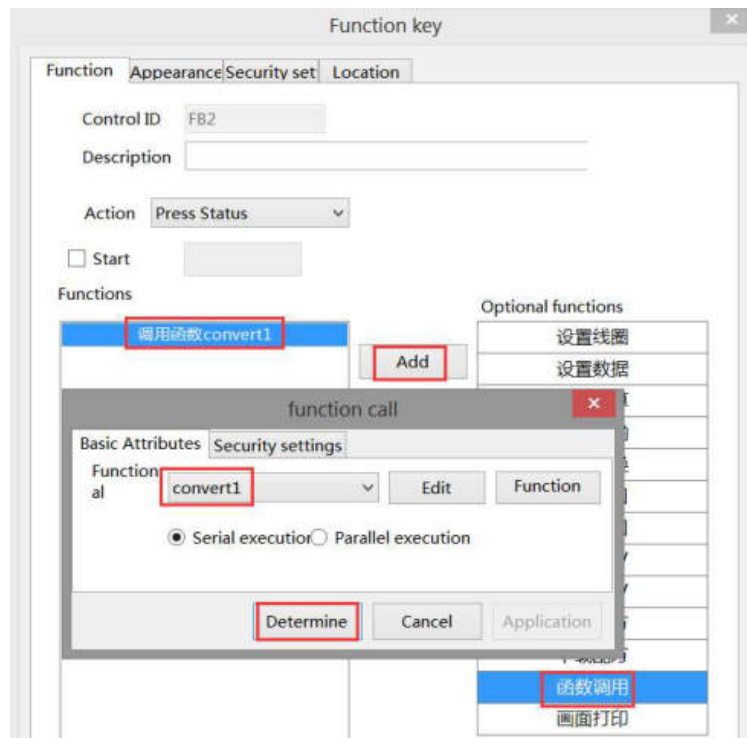 Function key
Function Appearance Security set Location
Control ID FB2
Description
Action Press Status
Start
Functions
Optional functions
调用函数convert1
Add
设置线圈
设置数据
function call
Basic Attributes Security settings
Function
al
convert1 Edit Function
Serial execution Parallel execution
Determine Cancel Application
函数调用
画面打印